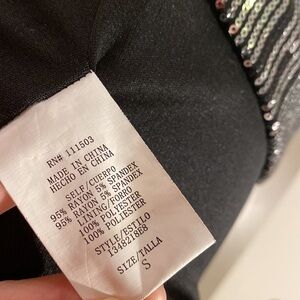 RN# 111503
MADE IN CHINA
HECHO EN CHINA
SELF/CUERPO
95% RAYON 5% SPANDEX
95% RAYON 5% SPANDEX
LINING/FORRO
100% POLYESTER
100% POLIESTER
STYLE/ESTILO
1348218E8
SIZE/TALLA
S